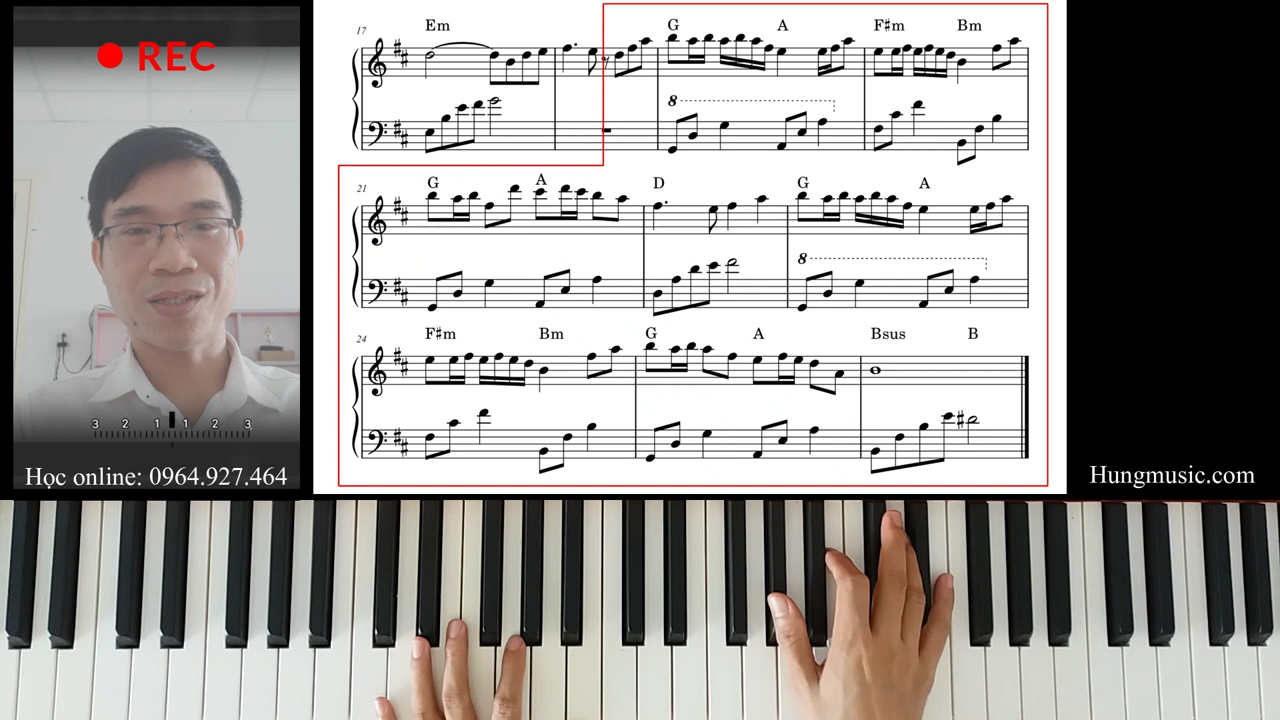 REC
3 2 1 1 2 3
Học online: 0964.927.464
17 Em G A F♯m Bm
8
21 G A D G A
8
24 F♯m Bm G A Bsus B
Hungmusic.com